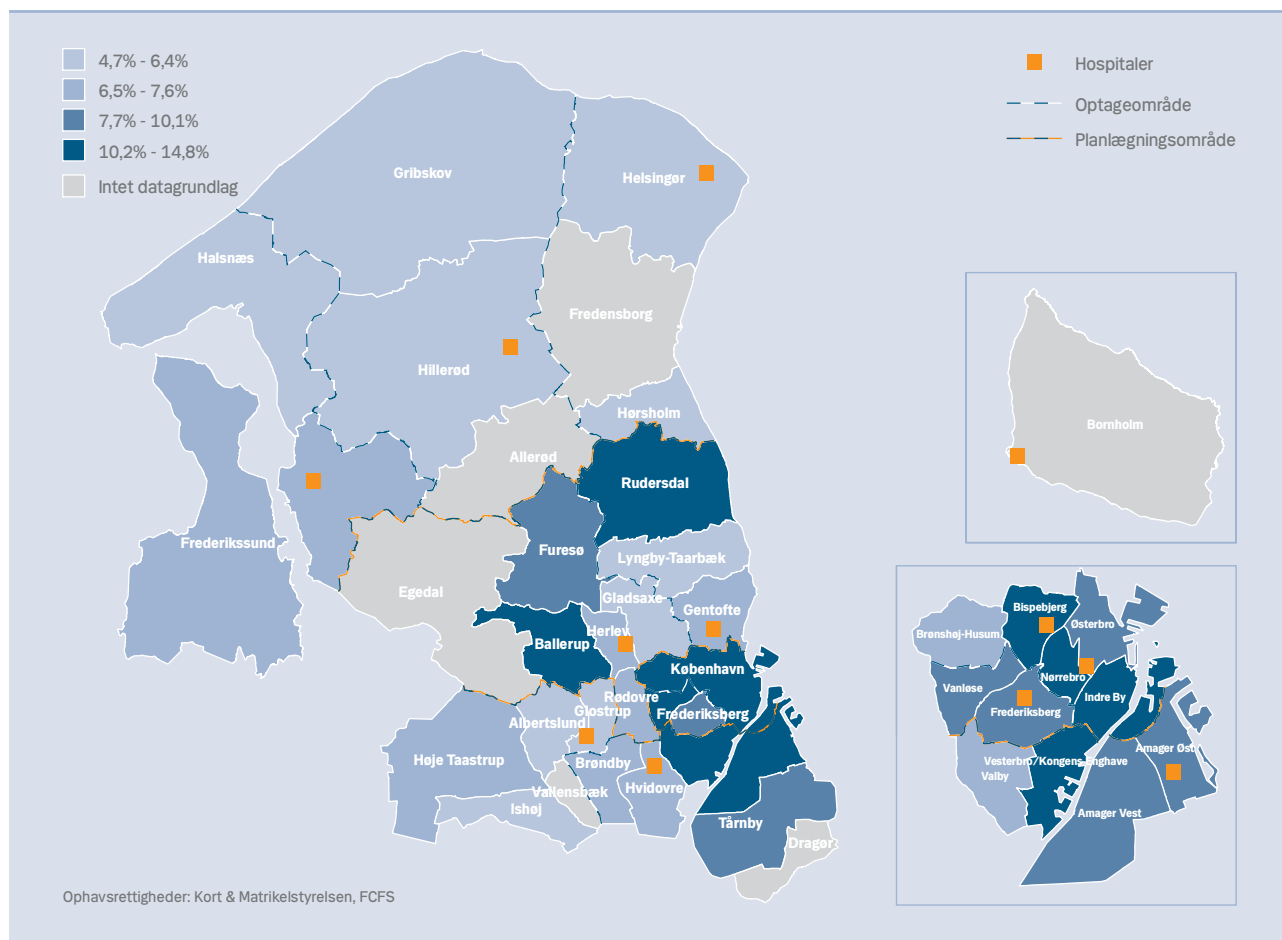 4,7% - 6,4%
6,5% - 7,6%
7,7% - 10,1%
10,2% - 14,8%
Intet datagrundlag
Hospitaler
Optageområde
Planlægningsområde
Gribskov
Helsingør
Halsnæs
Fredensborg
Hillerød
Hørsholm
Allerød
Rudersdal
Frederikssund
Furesø
Lyngby-Taarbæk
Egedal
Gladsaxe
Gentofte
Herlev
Ballerup
København
Rødovre
Glostrup
Frederiksberg
Albertslund
Høje Taastrup
Brøndby
Hvidovre
Vallensbæk
Ishøj
Tårnby
Dragør
Bornholm
Bispebjerg
Østerbro
Brønshøj-Husum
Nørrebro
Vanløse
Indre By
Frederiksberg
Amager Øst
Vesterbro/Kongens Enghave
Valby
Amager Vest
Ophavsrettigheder: Kort & Matrikelstyrelsen, FCFS